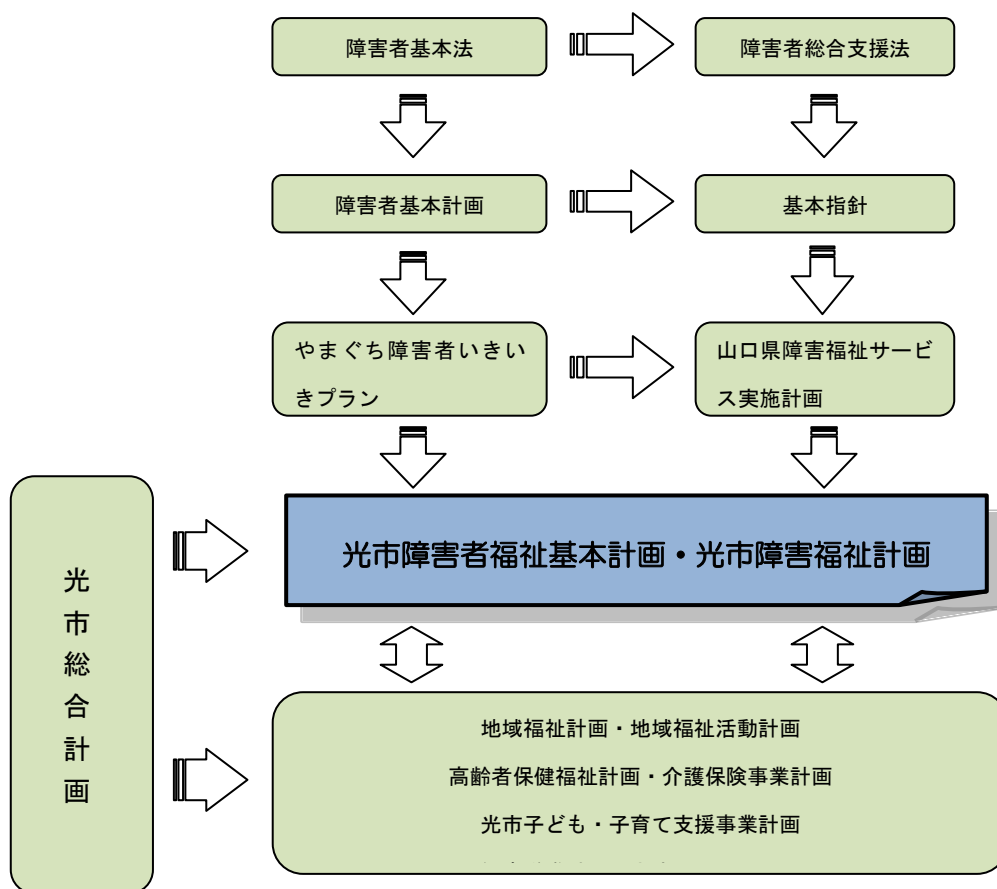 障害者基本法
障害者総合支援法
障害者基本計画
基本指針
やまぐち障害者いきい
きプラン
山口県障害福祉サービ
ス実施計画
光市障害者福祉基本計画・光市障害福祉計画
光市総合計画
地域福祉計画・地域福祉活動計画
高齢者保健福祉計画・介護保険事業計画
光市子ども・子育て支援事業計画